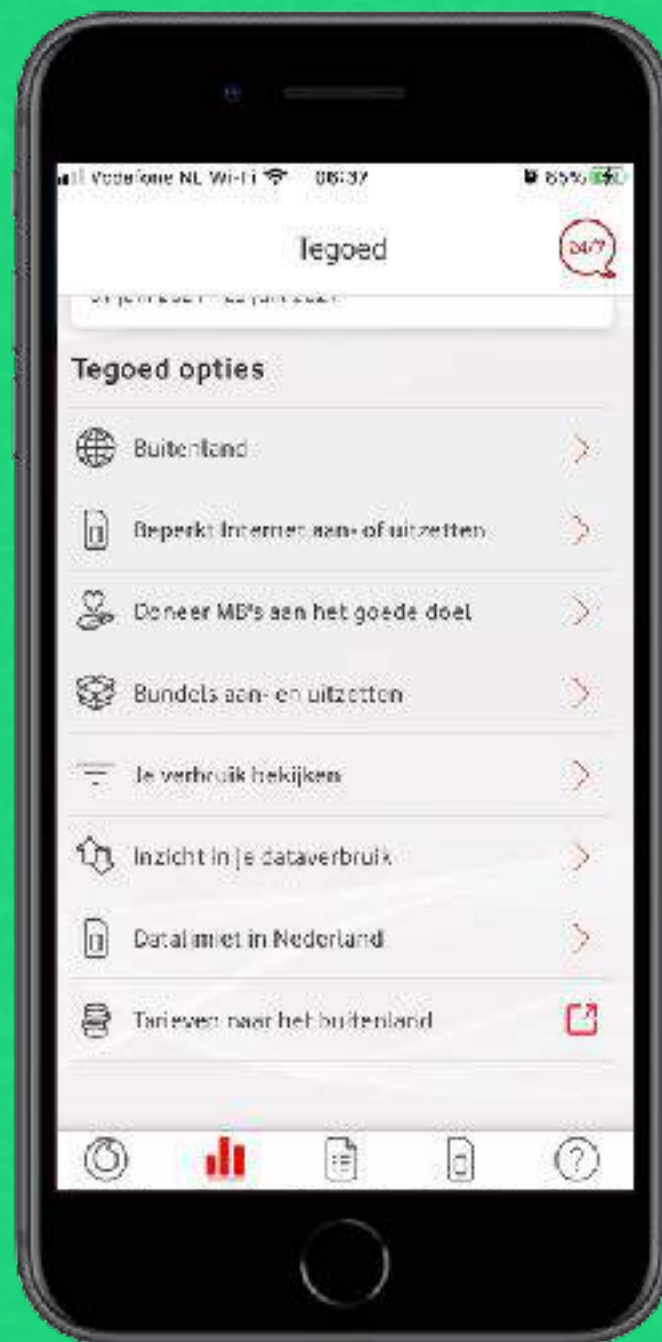 Vodefone NL Wi-Fi 06:37 65%
Tegoed
24/7
Tegoed opties
Buitenland
Beperkt Internet aan- of uitzetten
Doneer MB's aan het goede doel
Bundels aan- en uitzetten
Je verbruik bekijken
Inzicht in je dataverbruik
Datalimiet in Nederland
Tarieven naar het buitenland